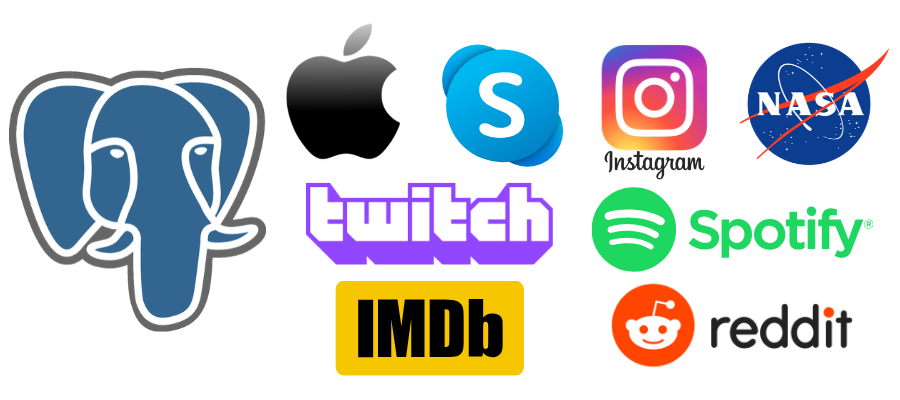 S
Instagram
NASA
twitch
Spotify®
IMDb
reddit